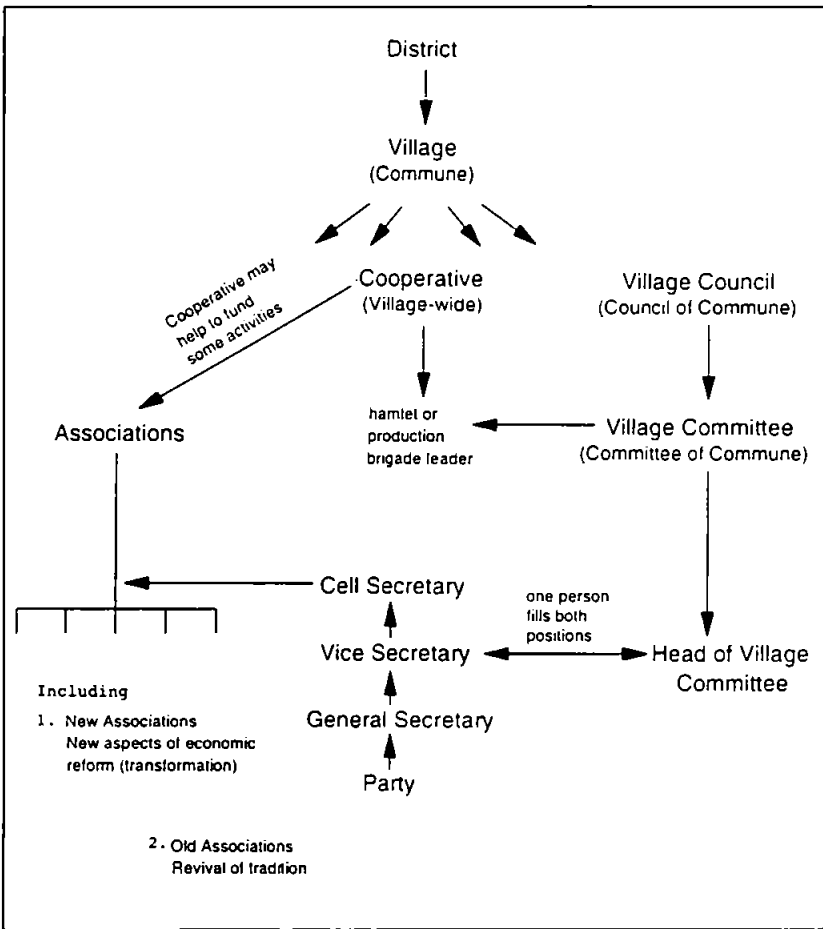 District
Village
(Commune)
Cooperative may
help to fund
some activities
Cooperative
(Village-wide)
Village Council
(Council of Commune)
Associations
hamlet or
production
brigade leader
Village Committee
(Committee of Commune)
Cell Secretary
one person
fills both
positions
Vice Secretary
Head of Village
Committee
Including
1. New Associations
New aspects of economic
reform (transformation)
General Secretary
Party
2. Old Associations
Revival of tradition